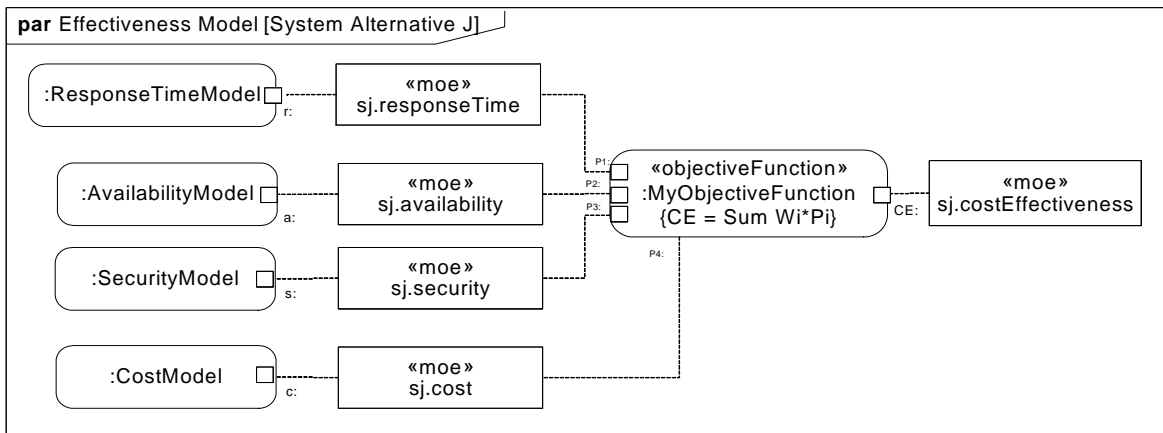 par Effectiveness Model [System Alternative J]
:ResponseTimeModel
r:
«moe»
sj.responseTime
:AvailabilityModel
a:
«moe»
sj.availability
:SecurityModel
s:
«moe»
sj.security
:CostModel
c:
«moe»
sj.cost
P1:
P2:
P3:
P4:
«objectiveFunction»
:MyObjectiveFunction
{CE = Sum Wi*Pi}
CE:
«moe»
sj.costEffectiveness